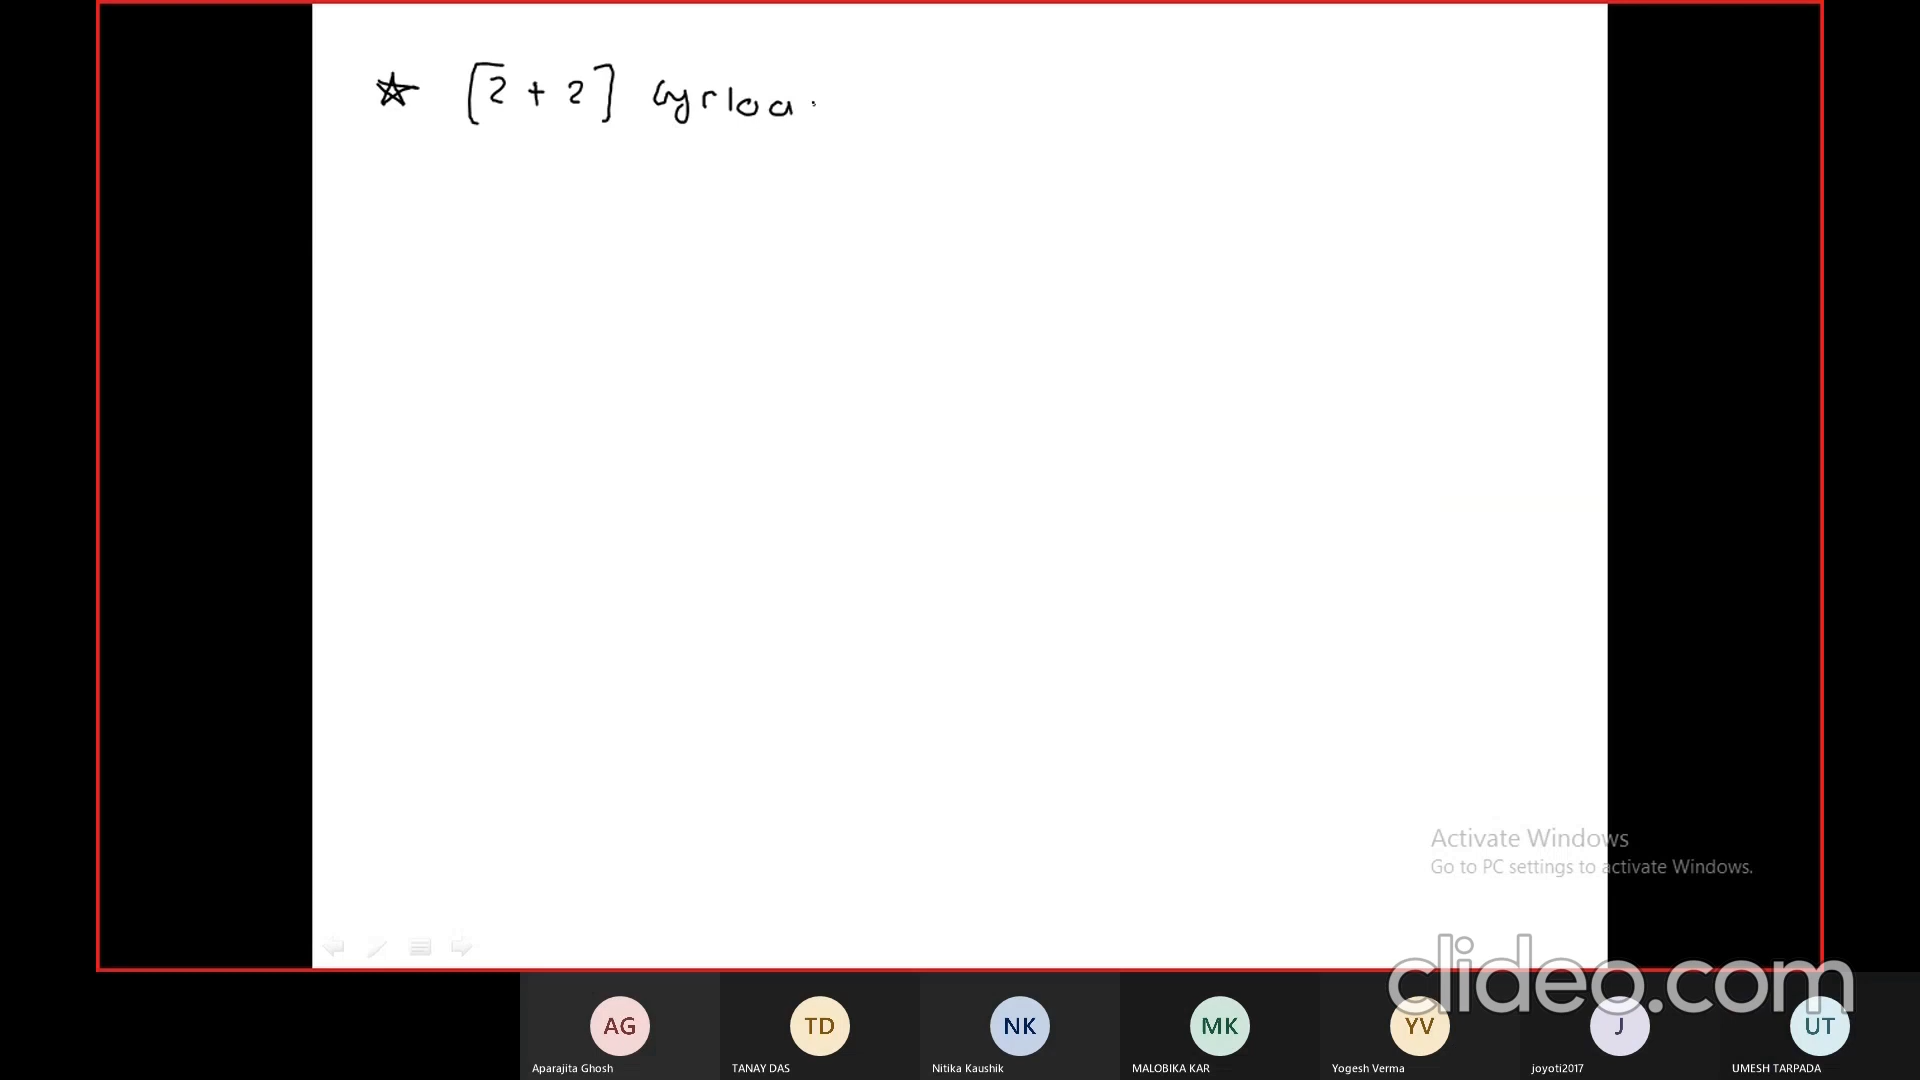 ☆ [2 + 2] Cycloa
Activate Windows
Go to PC settings to activate Windows.
clideo.com
AG TD NK MK YV J UT
Aparajita Ghosh TANAY DAS Nitika Kaushik MALOBIKA KAR Yogesh Verma joyoti2017 UMESH TARPADA